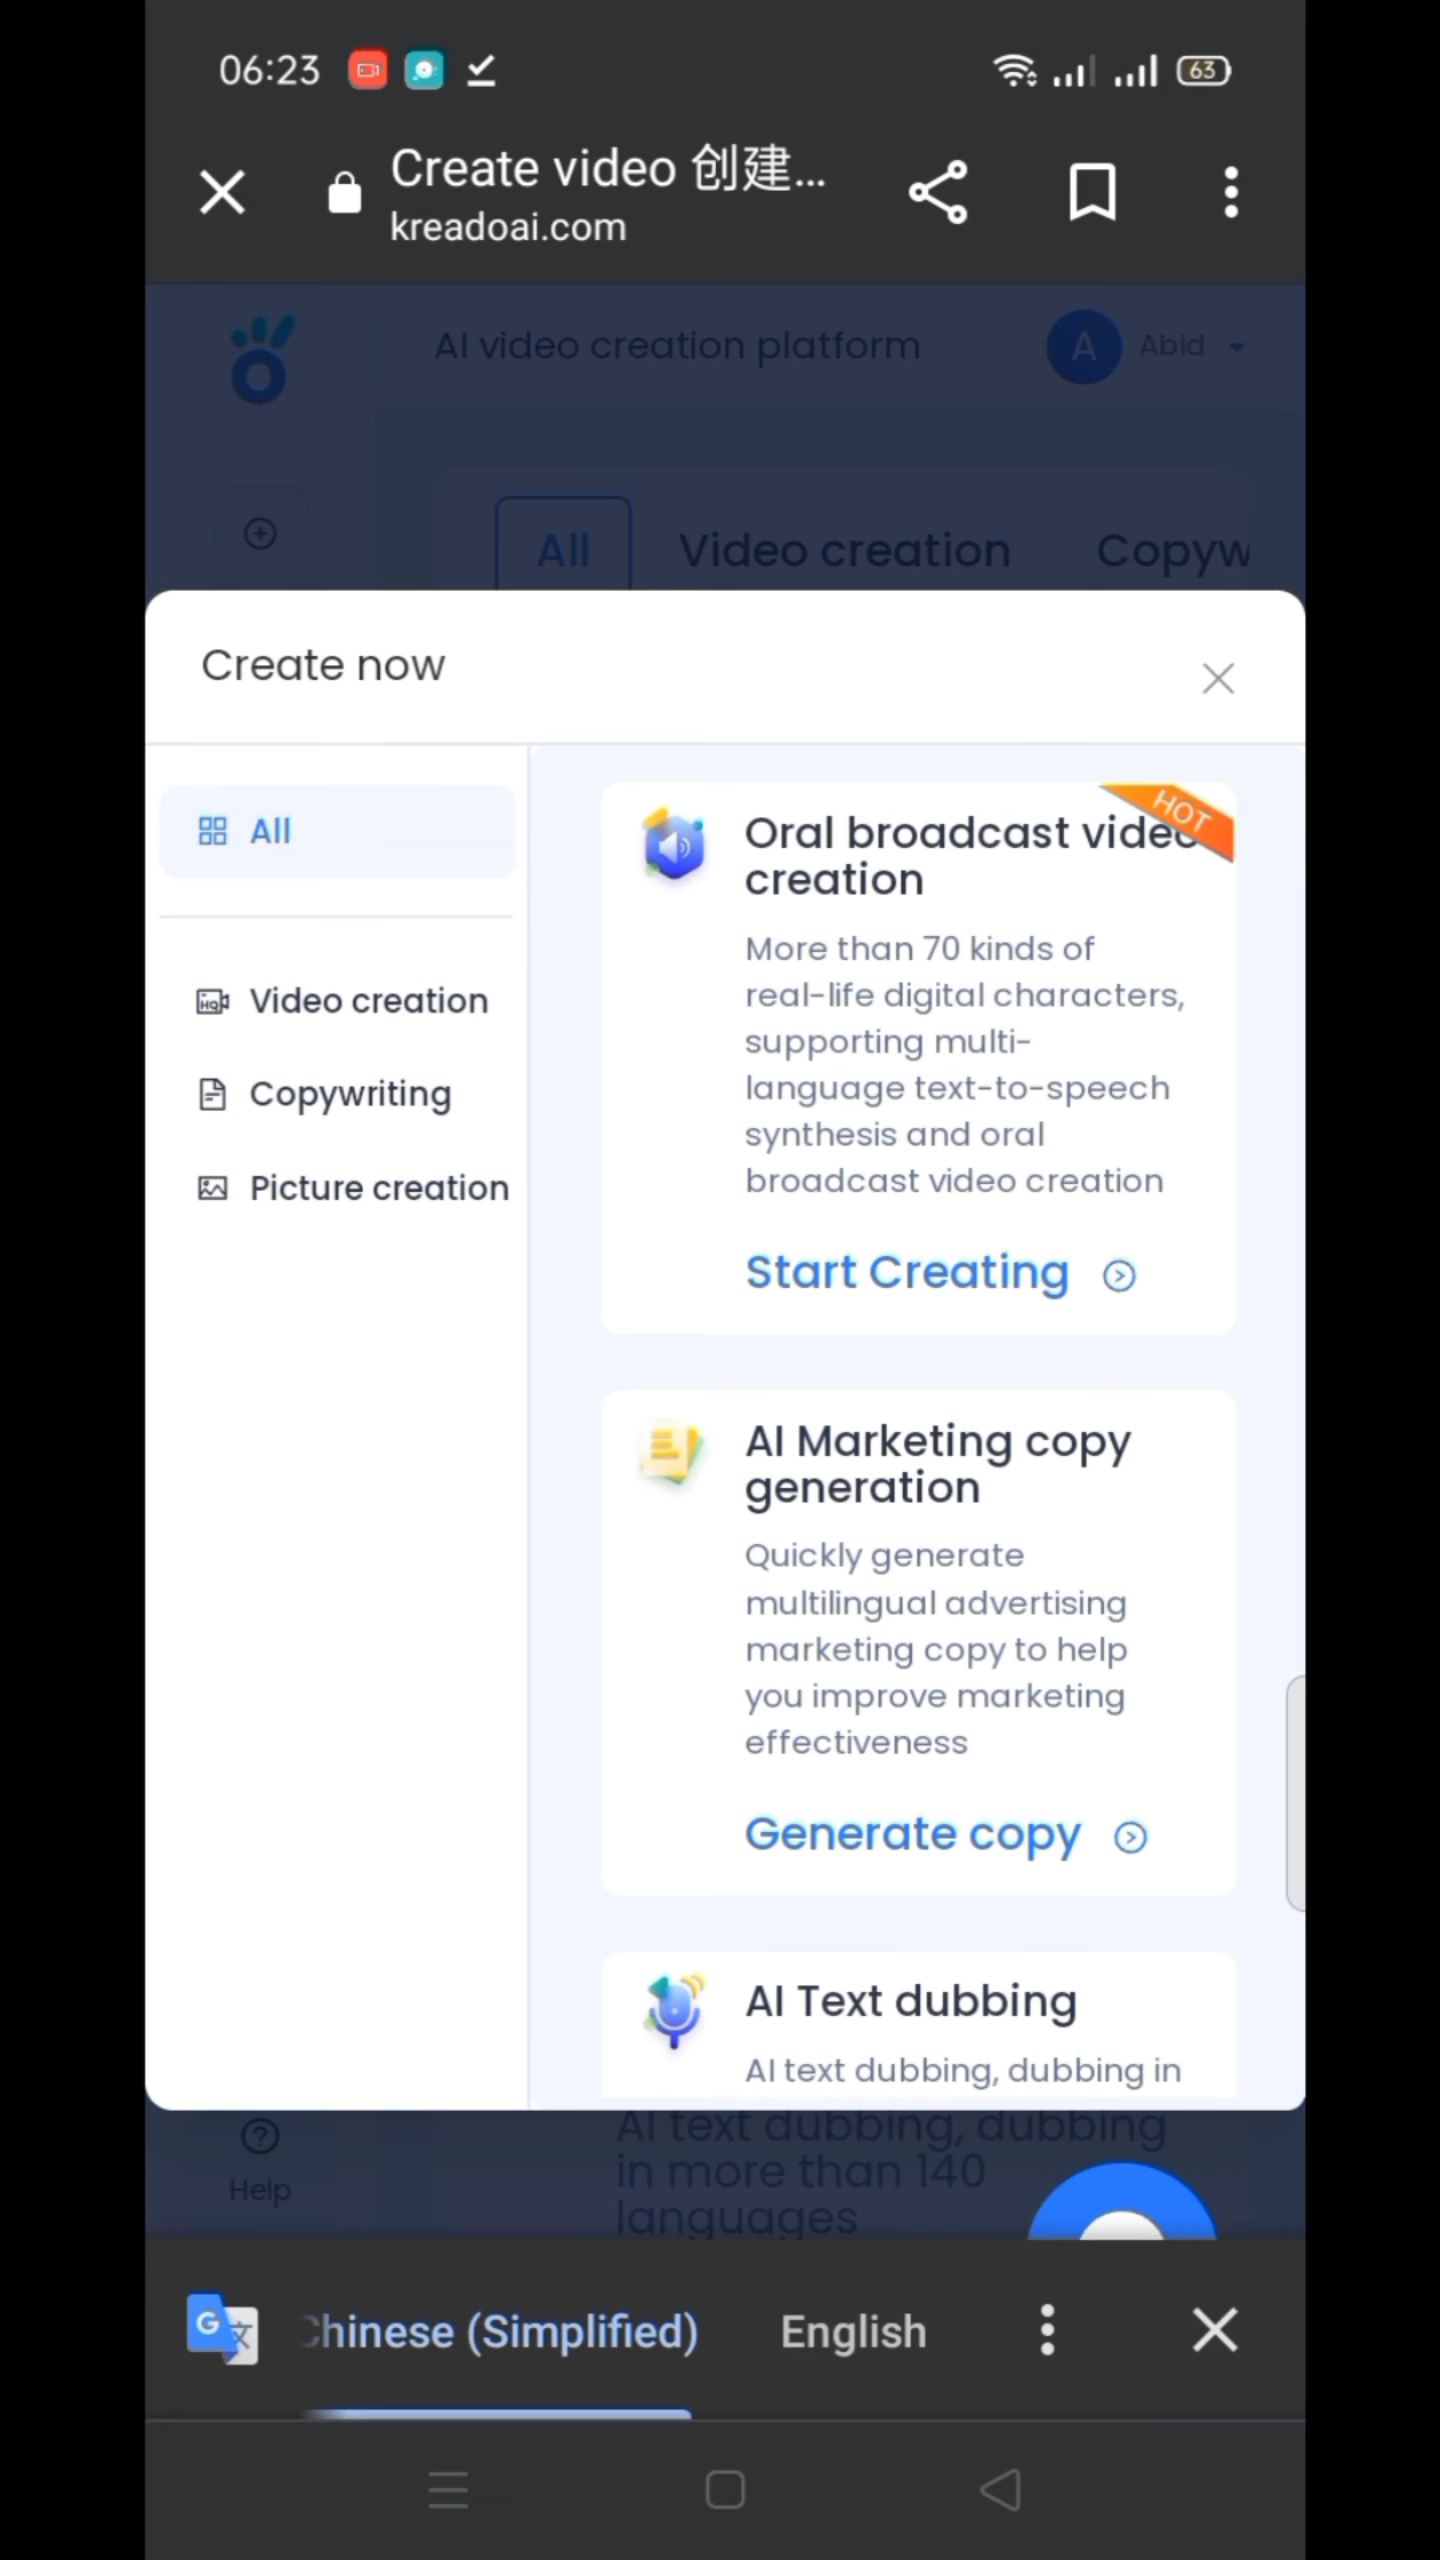 06:23
63
Create video 创建...
kreadoai.com
AI video creation platform
A
Abid
All
Video creation
Copyw
Create now
All
Video creation
Copywriting
Picture creation
HOT
Oral broadcast video
creation
More than 70 kinds of
real-life digital characters,
supporting multi-
language text-to-speech
synthesis and oral
broadcast video creation
Start Creating
AI Marketing copy
generation
Quickly generate
multilingual advertising
marketing copy to help
you improve marketing
effectiveness
Generate copy
AI Text dubbing
AI text dubbing, dubbing in
AI text dubbing, dubbing
in more than 140
languages
Help
Chinese (Simplified)
English